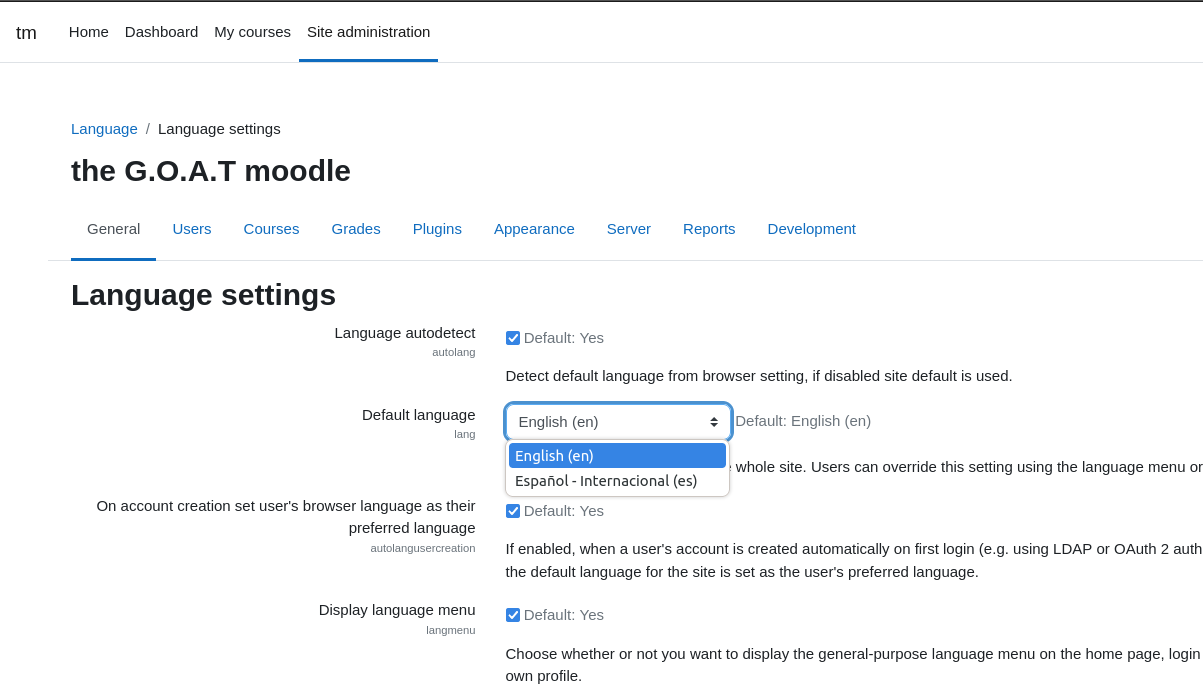 tm Home Dashboard My courses Site administration
Language / Language settings
the G.O.A.T moodle
General Users Courses Grades Plugins Appearance Server Reports Development
Language settings
Language autodetect
autolang
Default: Yes
Detect default language from browser setting, if disabled site default is used.
Default language
lang
English (en) Default: English (en)
English (en)
Español - Internacional (es)
whole site. Users can override this setting using the language menu or
On account creation set user's browser language as their
preferred language
autolangusercreation
Default: Yes
If enabled, when a user's account is created automatically on first login (e.g. using LDAP or OAuth 2 auth
the default language for the site is set as the user's preferred language.
Display language menu
langmenu
Default: Yes
Choose whether or not you want to display the general-purpose language menu on the home page, login
own profile.